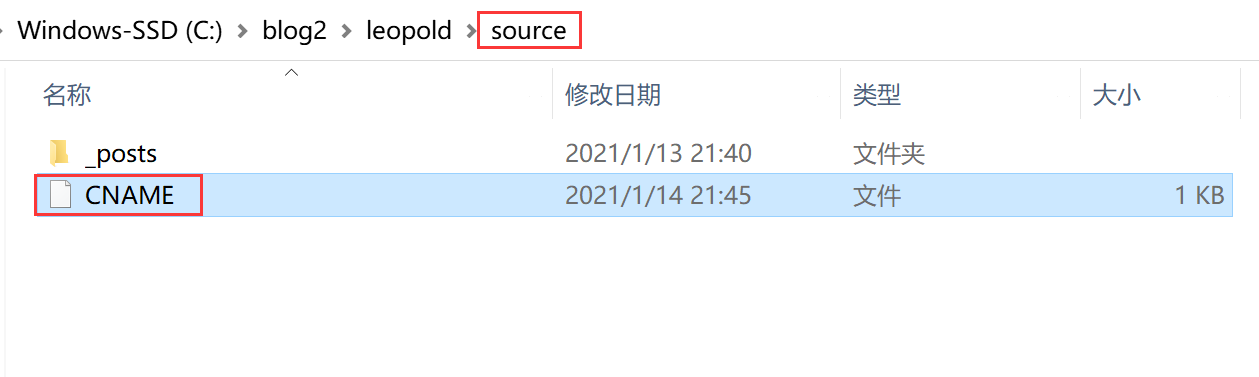 Windows-SSD (C:) > blog2 > leopold > source
名称 修改日期 类型 大小
_posts 2021/1/13 21:40 文件夹
CNAME 2021/1/14 21:45 文件 1 KB